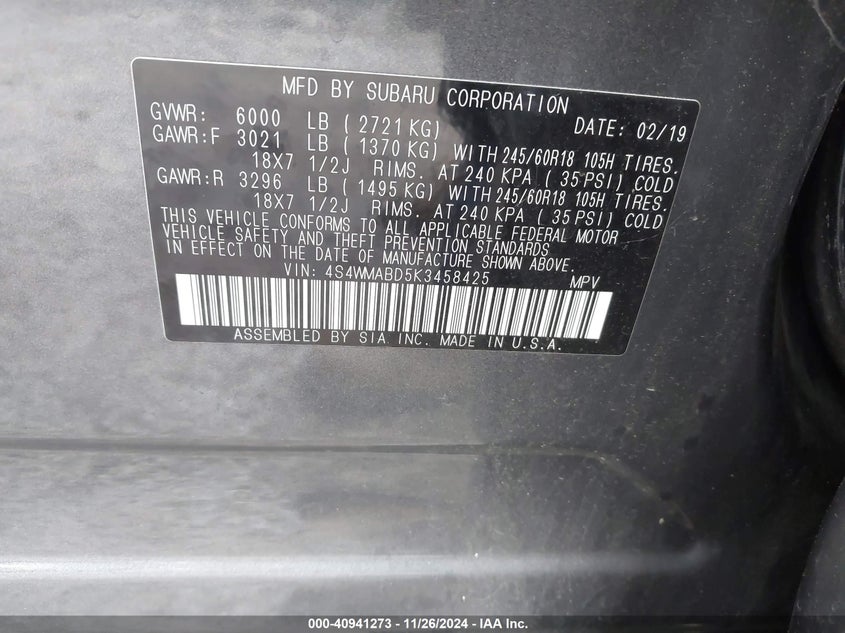 MFD BY SUBARU CORPORATION
GVWR: 6000 LB ( 2721 KG) DATE: 02/19
GAWR:F 3021 LB ( 1370 KG) WITH 245/60R18 105H TIRES.
18X7 1/2J RIMS. AT 240 KPA ( 35 PSI) COLD
GAWR:R 3296 LB ( 1495 KG) WITH 245/60R18 105H TIRES.
18X7 1/2J RIMS. AT 240 KPA ( 35 PSI) COLD
THIS VEHICLE CONFORMS TO ALL APPLICABLE FEDERAL MOTOR
VEHICLE SAFETY AND THEFT PREVENTION STANDARDS
IN EFFECT ON THE DATE OF MANUFACTURE SHOWN ABOVE.
VIN: 4S4WMABD5K3458425 MPV
ASSEMBLED BY SIA INC. MADE IN U.S.A.
000-40941273 — 11/26/2024 — IAA Inc.